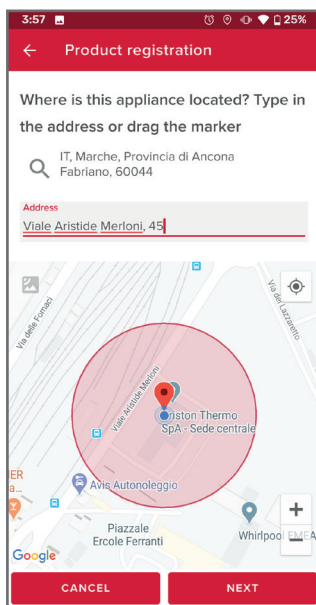 3:57
25%
Product registration
Where is this appliance located? Type in
the address or drag the marker
IT, Marche, Provincia di Ancona
Fabriano, 60044
Address
Viale Aristide Merloni, 45
Via delle Fornaci
Via del Lazzaretto
Viale Aristide Merloni
riston Thermo
SpA - Sede centrale
ER
a...
Avis Autonoleggio
Piazzale
Ercole Ferranti
Whirlpool EMEA
+
−
Google
CANCEL
NEXT